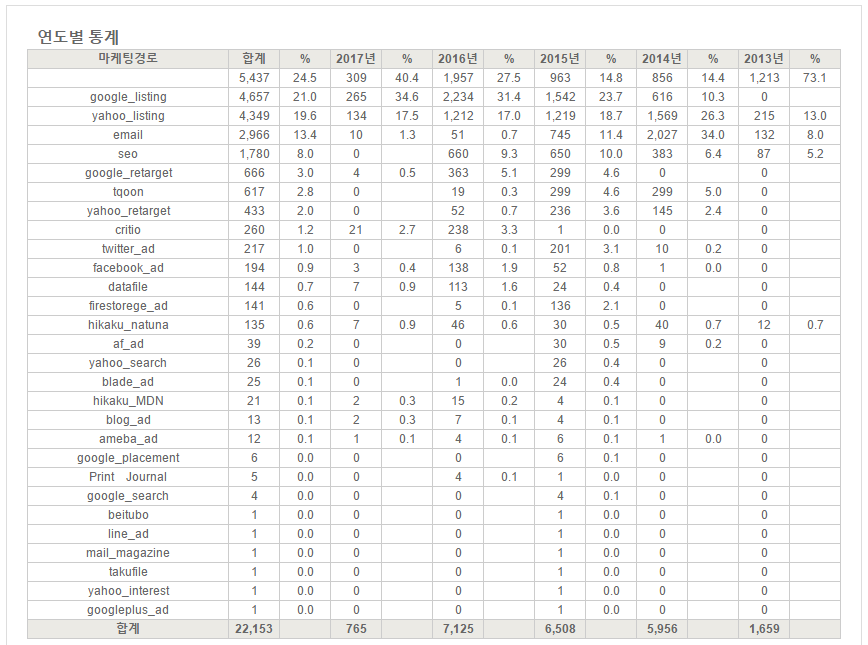 연도별 통계
마케팅경로 합계 % 2017년 % 2016년 % 2015년 % 2014년 % 2013년 %
5,437 24.5 309 40.4 1,957 27.5 963 14.8 856 14.4 1,213 73.1
google_listing 4,657 21.0 265 34.6 2,234 31.4 1,542 23.7 616 10.3 0
yahoo_listing 4,349 19.6 134 17.5 1,212 17.0 1,219 18.7 1,569 26.3 215 13.0
email 2,966 13.4 10 1.3 51 0.7 745 11.4 2,027 34.0 132 8.0
seo 1,780 8.0 0 660 9.3 650 10.0 383 6.4 87 5.2
google_retarget 666 3.0 4 0.5 363 5.1 299 4.6 0 0
tqoon 617 2.8 0 19 0.3 299 4.6 299 5.0 0
yahoo_retarget 433 2.0 0 52 0.7 236 3.6 145 2.4 0
critio 260 1.2 21 2.7 238 3.3 1 0.0 0 0
twitter_ad 217 1.0 0 6 0.1 201 3.1 10 0.2 0
facebook_ad 194 0.9 3 0.4 138 1.9 52 0.8 1 0.0 0
datafile 144 0.7 7 0.9 113 1.6 24 0.4 0 0
firestorege_ad 141 0.6 0 5 0.1 136 2.1 0 0
hikaku_natuna 135 0.6 7 0.9 46 0.6 30 0.5 40 0.7 12 0.7
af_ad 39 0.2 0 0 30 0.5 9 0.2 0
yahoo_search 26 0.1 0 0 26 0.4 0 0
blade_ad 25 0.1 0 1 0.0 24 0.4 0 0
hikaku_MDN 21 0.1 2 0.3 15 0.2 4 0.1 0 0
blog_ad 13 0.1 2 0.3 7 0.1 4 0.1 0 0
ameba_ad 12 0.1 1 0.1 4 0.1 6 0.1 1 0.0 0
google_placement 6 0.0 0 0 6 0.1 0 0
Print Journal 5 0.0 0 4 0.1 1 0.0 0 0
google_search 4 0.0 0 0 4 0.1 0 0
beitubo 1 0.0 0 0 1 0.0 0 0
line_ad 1 0.0 0 0 1 0.0 0 0
mail_magazine 1 0.0 0 0 1 0.0 0 0
takufile 1 0.0 0 0 1 0.0 0 0
yahoo_interest 1 0.0 0 0 1 0.0 0 0
googleplus_ad 1 0.0 0 0 1 0.0 0 0
합계 22,153 765 7,125 6,508 5,956 1,659